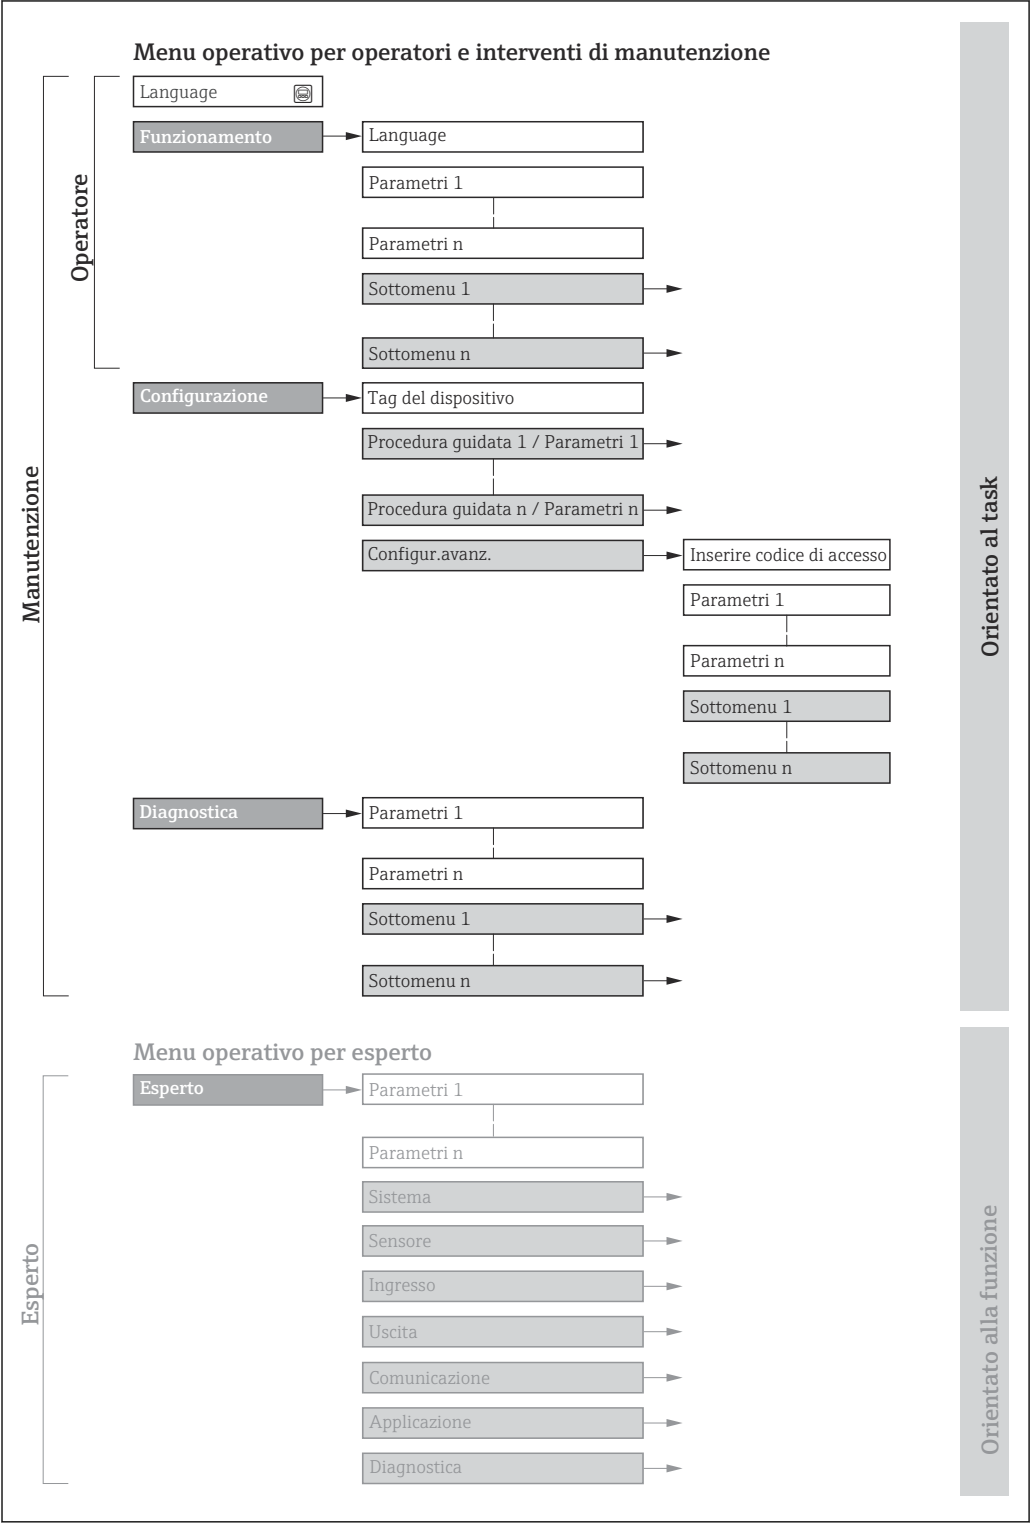 Menu operativo per operatori e interventi di manutenzione
Manutenzione
Operatore
Language
Funzionamento
Language
Parametri 1
Parametri n
Sottomenu 1
Sottomenu n
Configurazione
Tag del dispositivo
Procedura guidata 1 / Parametri 1
Procedura guidata n / Parametri n
Configur.avanz.
Inserire codice di accesso
Parametri 1
Parametri n
Sottomenu 1
Sottomenu n
Diagnostica
Parametri 1
Parametri n
Sottomenu 1
Sottomenu n
Orientato al task
Menu operativo per esperto
Esperto
Esperto
Parametri 1
Parametri n
Sistema
Sensore
Ingresso
Uscita
Comunicazione
Applicazione
Diagnostica
Orientato alla funzione